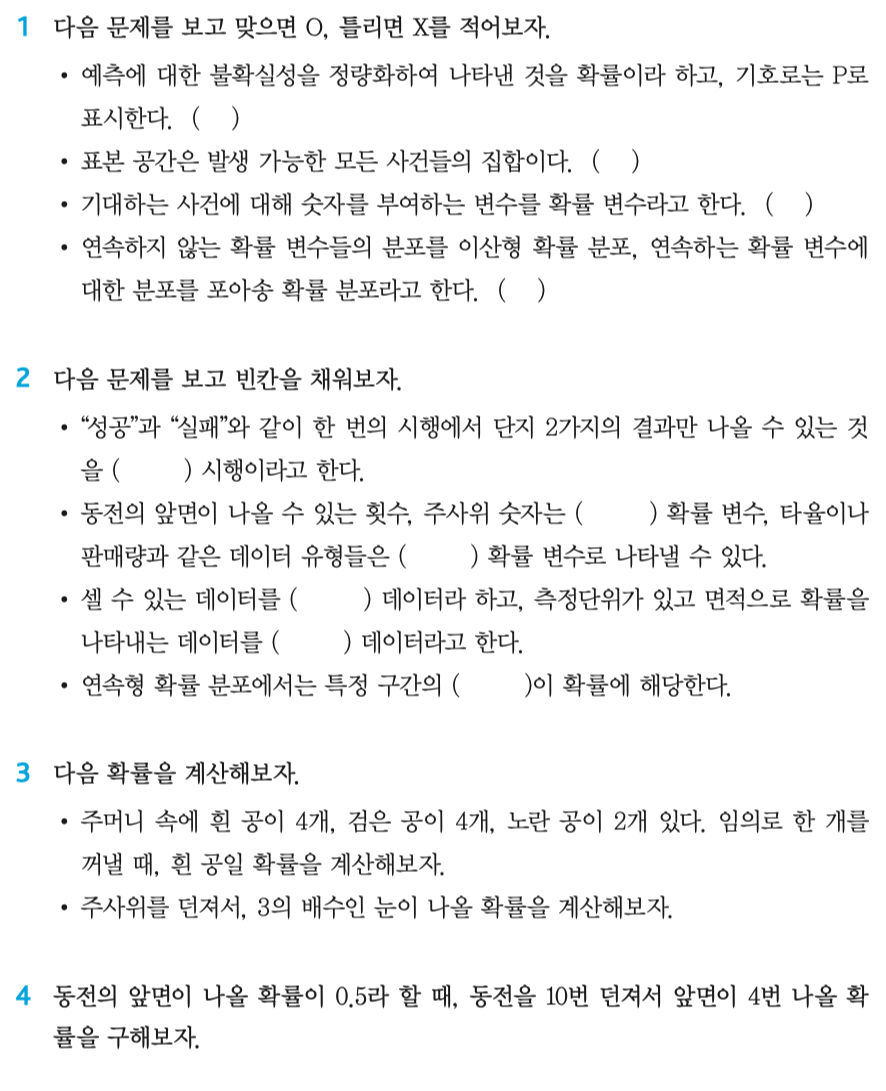 1 다음 문제를 보고 맞으면 O, 틀리면 X를 적어보자.
• 예측에 대한 불확실성을 정량화하여 나타낸 것을 확률이라 하고, 기호로는 P로
표시한다. ( )
• 표본 공간은 발생 가능한 모든 사건들의 집합이다. ( )
• 기대하는 사건에 대해 숫자를 부여하는 변수를 확률 변수라고 한다. ( )
• 연속하지 않는 확률 변수들의 분포를 이산형 확률 분포, 연속하는 확률 변수에
대한 분포를 포아송 확률 분포라고 한다. ( )
2 다음 문제를 보고 빈칸을 채워보자.
• “성공”과 “실패”와 같이 한 번의 시행에서 단지 2가지의 결과만 나올 수 있는 것
을 ( ) 시행이라고 한다.
• 동전의 앞면이 나올 수 있는 횟수, 주사위 숫자는 ( ) 확률 변수, 타율이나
판매량과 같은 데이터 유형들은 ( ) 확률 변수로 나타낼 수 있다.
• 셀 수 있는 데이터를 ( ) 데이터라 하고, 측정단위가 있고 면적으로 확률을
나타내는 데이터를 ( ) 데이터라고 한다.
• 연속형 확률 분포에서는 특정 구간의 ( )이 확률에 해당한다.
3 다음 확률을 계산해보자.
• 주머니 속에 흰 공이 4개, 검은 공이 4개, 노란 공이 2개 있다. 임의로 한 개를
꺼낼 때, 흰 공일 확률을 계산해보자.
• 주사위를 던져서, 3의 배수인 눈이 나올 확률을 계산해보자.
4 동전의 앞면이 나올 확률이 0.5라 할 때, 동전을 10번 던져서 앞면이 4번 나올 확
률을 구해보자.